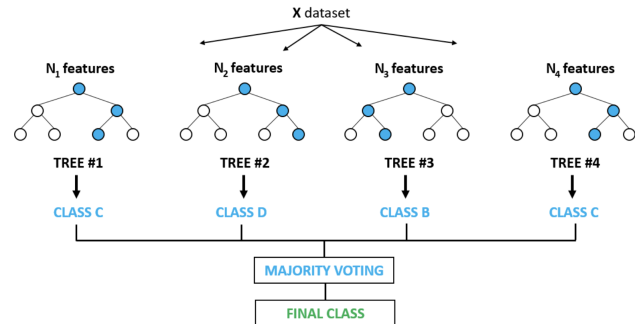 X dataset
N₁ features N₂ features N₃ features N₄ features
TREE #1 TREE #2 TREE #3 TREE #4
CLASS C CLASS D CLASS B CLASS C
MAJORITY VOTING
FINAL CLASS